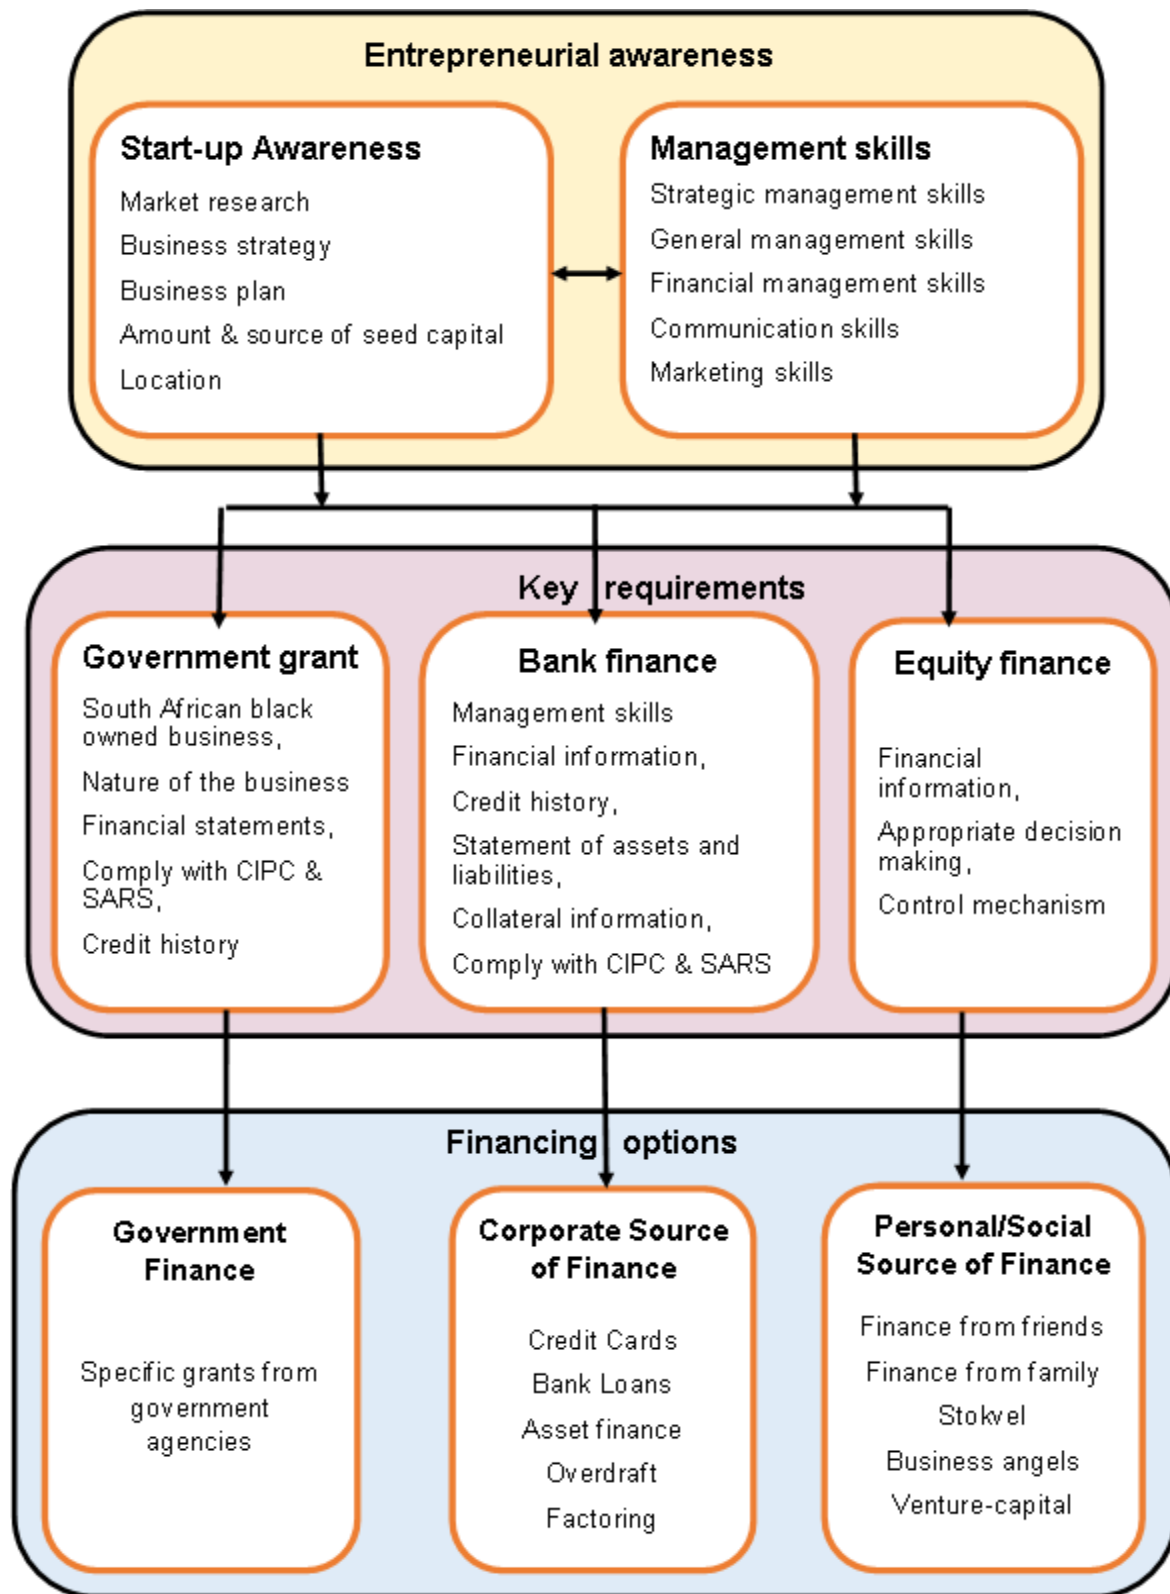 Entrepreneurial awareness
Start-up Awareness
Market research
Business strategy
Business plan
Amount & source of seed capital
Location
Management skills
Strategic management skills
General management skills
Financial management skills
Communication skills
Marketing skills
Key requirements
Government grant
South African black
owned business,
Nature of the business
Financial statements,
Comply with CIPC &
SARS,
Credit history
Bank finance
Management skills
Financial information,
Credit history,
Statement of assets and
liabilities,
Collateral information,
Comply with CIPC & SARS
Equity finance
Financial
information,
Appropriate decision
making,
Control mechanism
Financing options
Government
Finance
Specific grants from
government
agencies
Corporate Source
of Finance
Credit Cards
Bank Loans
Asset finance
Overdraft
Factoring
Personal/Social
Source of Finance
Finance from friends
Finance from family
Stokvel
Business angels
Venture-capital